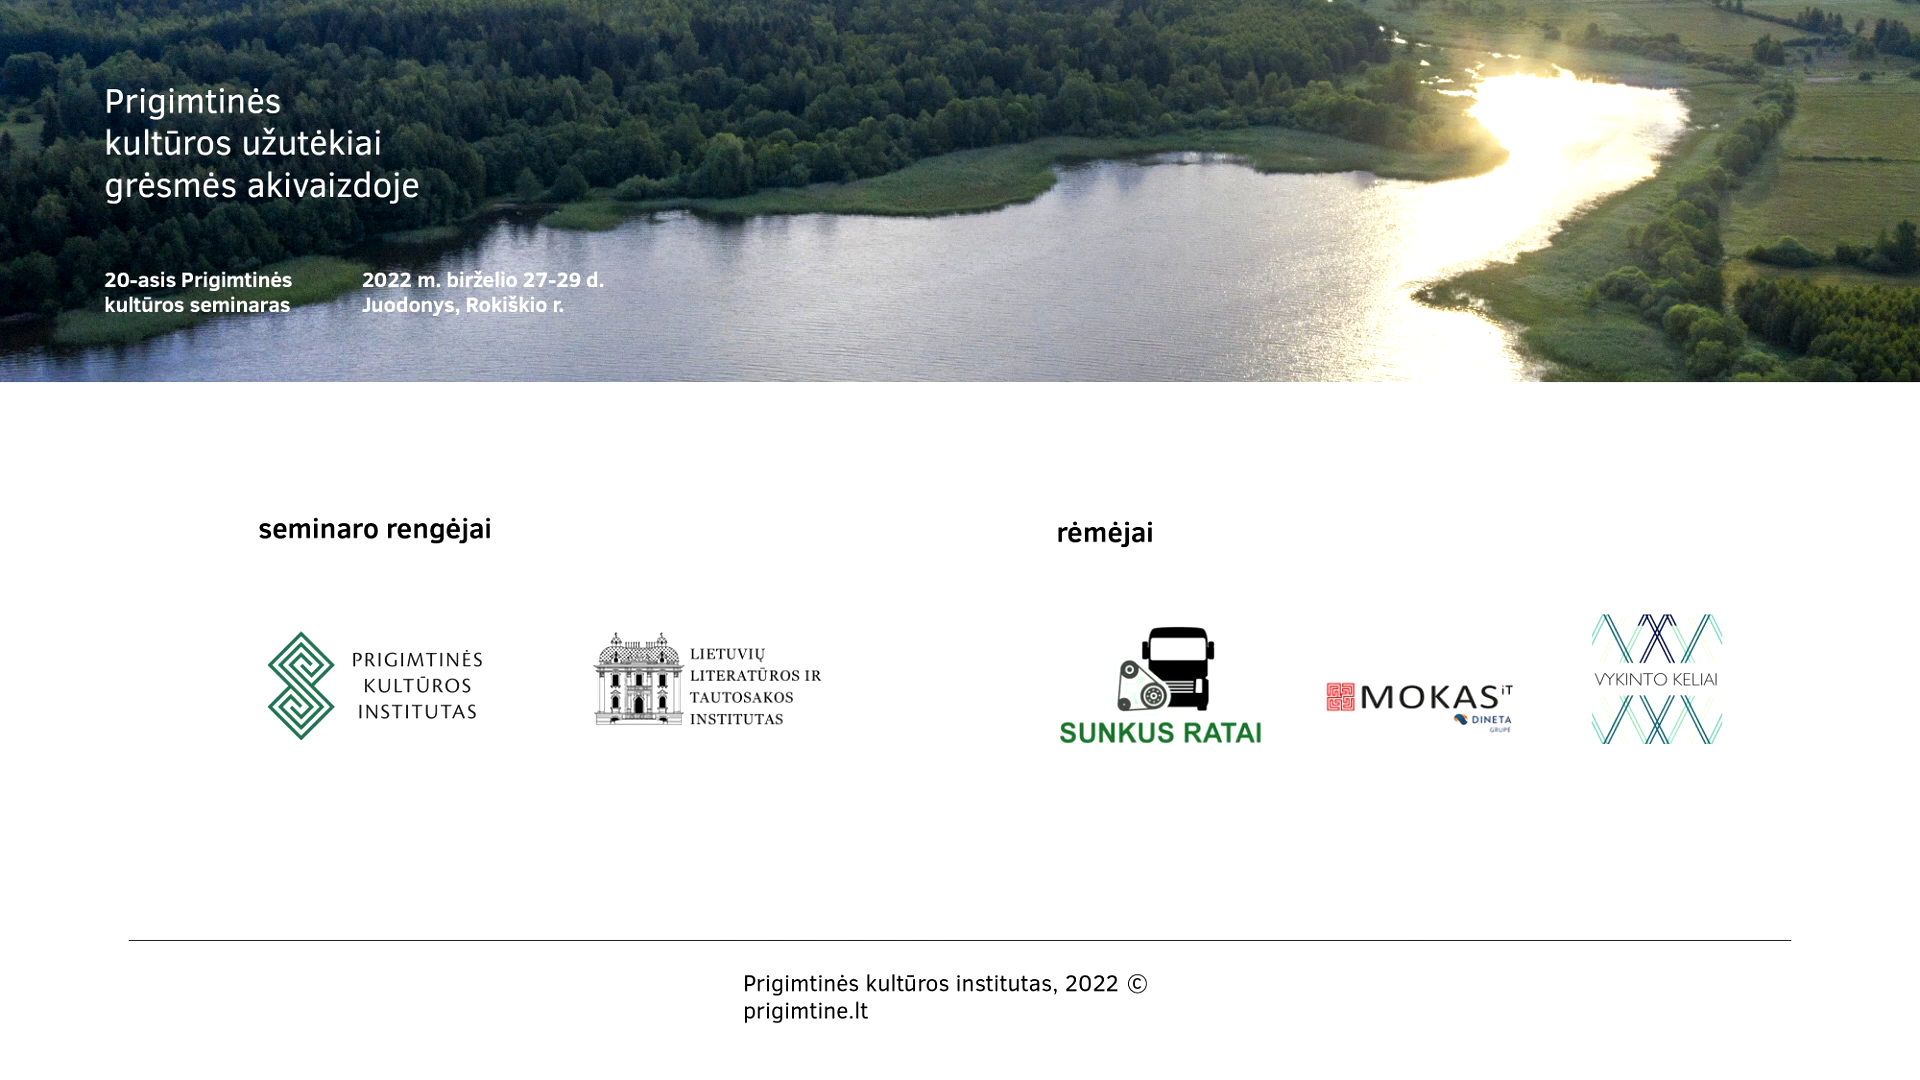 Prigimtinės
kultūros užutėkiai
grėsmės akivaizdoje
20-asis Prigimtinės
kultūros seminaras
2022 m. birželio 27-29 d.
Juodonys, Rokiškio r.
seminaro rengėjai
PRIGIMTINĖS
KULTŪROS
INSTITUTAS
LIETUVIŲ
LITERATŪROS IR
TAUTOSAKOS
INSTITUTAS
rėmėjai
SUNKUS RATAI
MOKAS iT
DINETA
GRUPĖ
VYKINTO KELIAI
Prigimtinės kultūros institutas, 2022 ©
prigimtine.lt